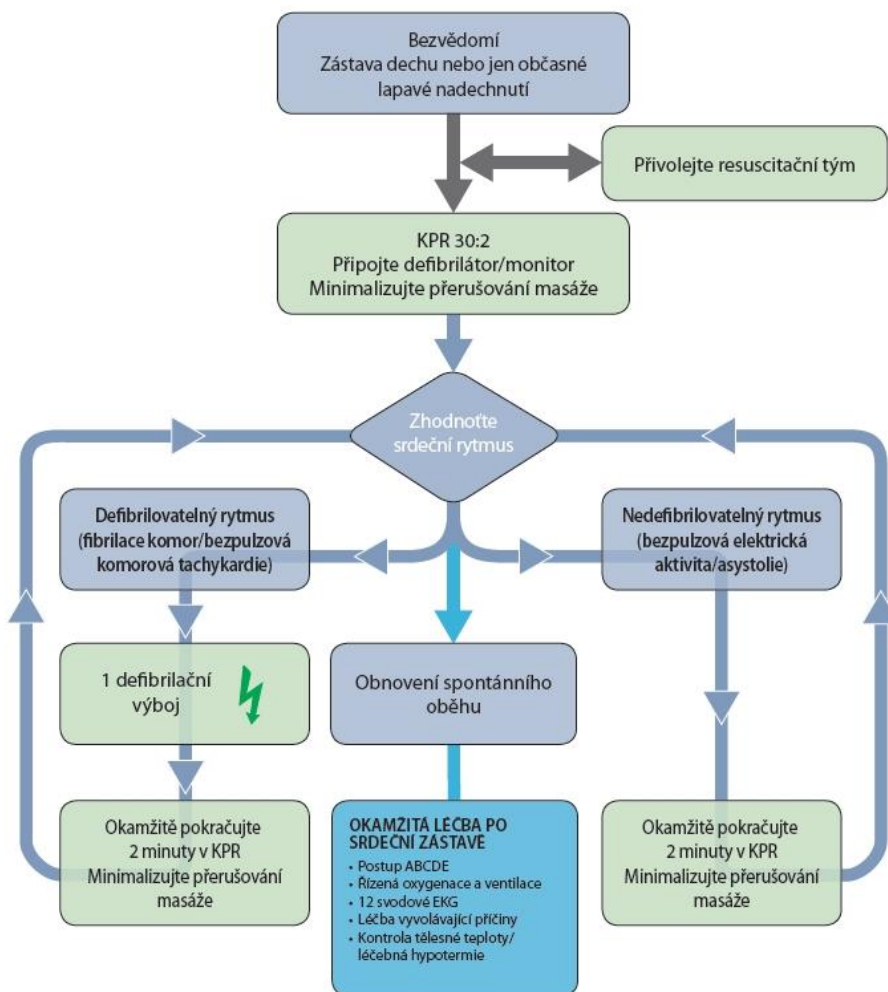 Bezvědomí
Zástava dechu nebo jen občasné
lapavé nadechnutí
Přivolejte resuscitační tým
KPR 30:2
Připojte defibrilátor/monitor
Minimalizujte přerušování masáže
Zhodnoťte
srdeční rytmus
Defibrilovatelný rytmus
(fibrilace komor/bezpulzová
komorová tachykardie)
Nedefibrilovatelný rytmus
(bezpulzová elektrická
aktivita/asystolie)
1 defibrilační
výboj
Obnovení spontánního
oběhu
Okamžitě pokračujte
2 minuty v KPR
Minimalizujte přerušování
masáže
OKAMŽITÁ LÉČBA PO
SRDEČNÍ ZÁSTAVĚ
• Postup ABCDE
• Řízená oxygenace a ventilace
• 12 svodové EKG
• Léčba vyvolávající příčiny
• Kontrola tělesné teploty/
léčebná hypotermie
Okamžitě pokračujte
2 minuty v KPR
Minimalizujte přerušování
masáže